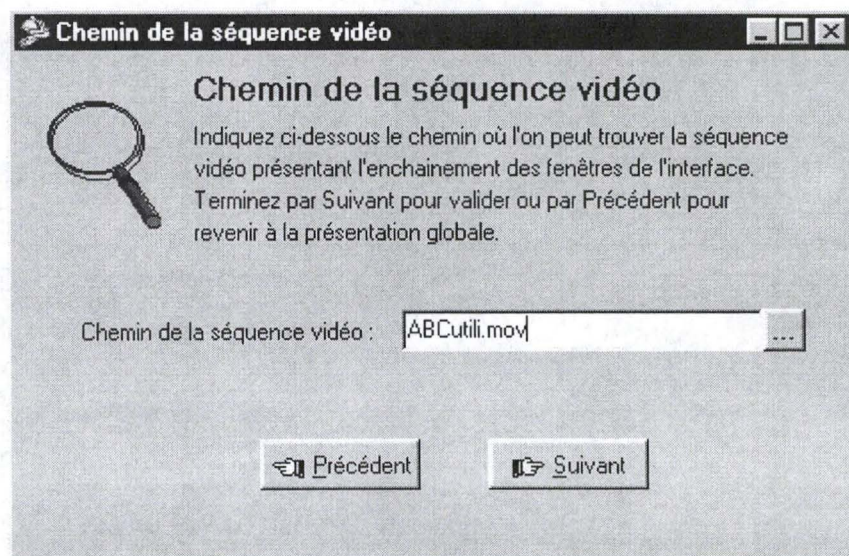 Chemin de la séquence vidéo
Chemin de la séquence vidéo
Indiquez ci-dessous le chemin où l'on peut trouver la séquence
vidéo présentant l'enchainement des fenêtres de l'interface.
Terminez par Suivant pour valider ou par Précédent pour
revenir à la présentation globale.
Chemin de la séquence vidéo : ABCutili.mov ...
Précédent Suivant